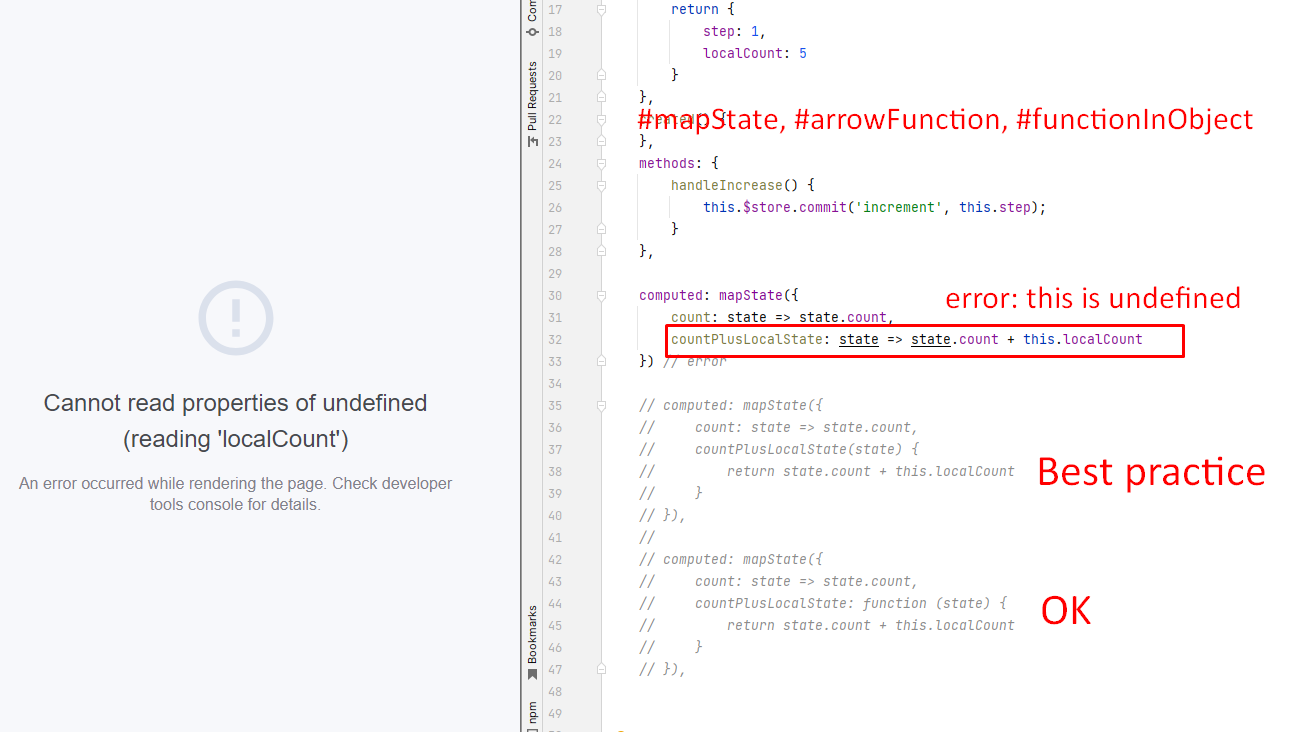 Cannot read properties of undefined
(reading 'localCount')
An error occurred while rendering the page. Check developer
tools console for details.
Com
Pull Requests
Bookmarks
npm
17 return {
18 step: 1,
19 localCount: 5
20 }
21 },
#mapState, #arrowFunction, #functionInObject
22 created() {
23 },
24 methods: {
25 handleIncrease() {
26 this.$store.commit('increment', this.step);
27 }
28 },
29
30 computed: mapState({
error: this is undefined
31 count: state => state.count,
32 countPlusLocalState: state => state.count + this.localCount
33 }) // error
34
35 // computed: mapState({
36 // count: state => state.count,
37 // countPlusLocalState(state) {
38 // return state.count + this.localCount
Best practice
39 // }
40 // }),
41 //
42 // computed: mapState({
43 // count: state => state.count,
44 // countPlusLocalState: function (state) {
OK
45 // return state.count + this.localCount
46 // }
47 // }),
48
49